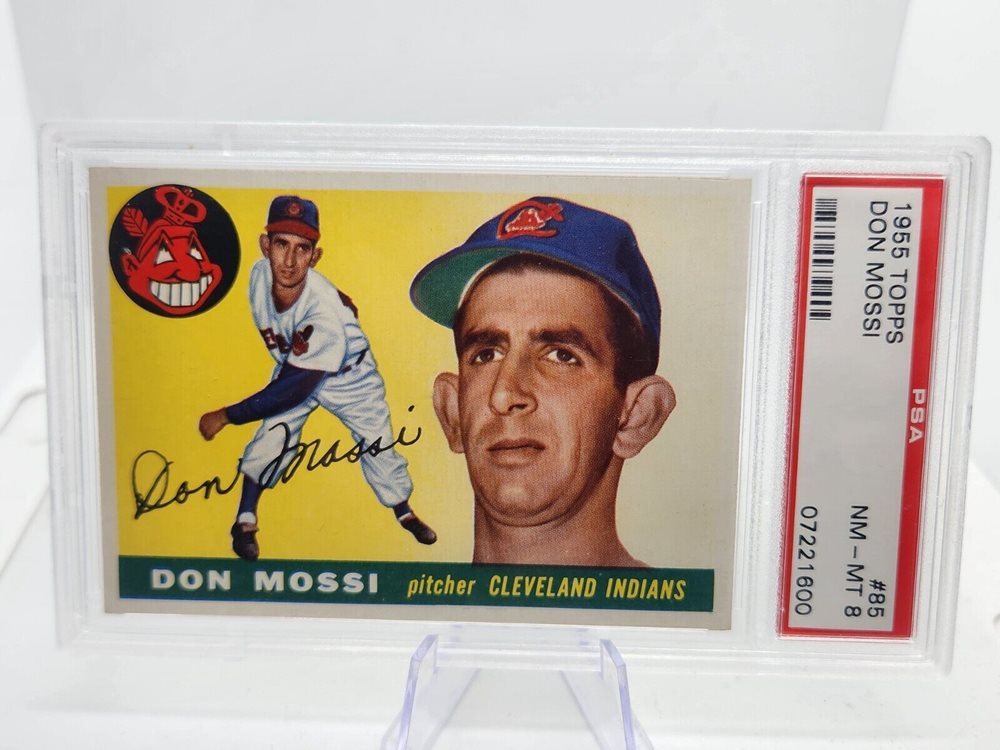 Don Mossi
DON MOSSI pitcher CLEVELAND INDIANS
1955 TOPPS #85
DON MOSSI NM-MT 8
07221600
PSA